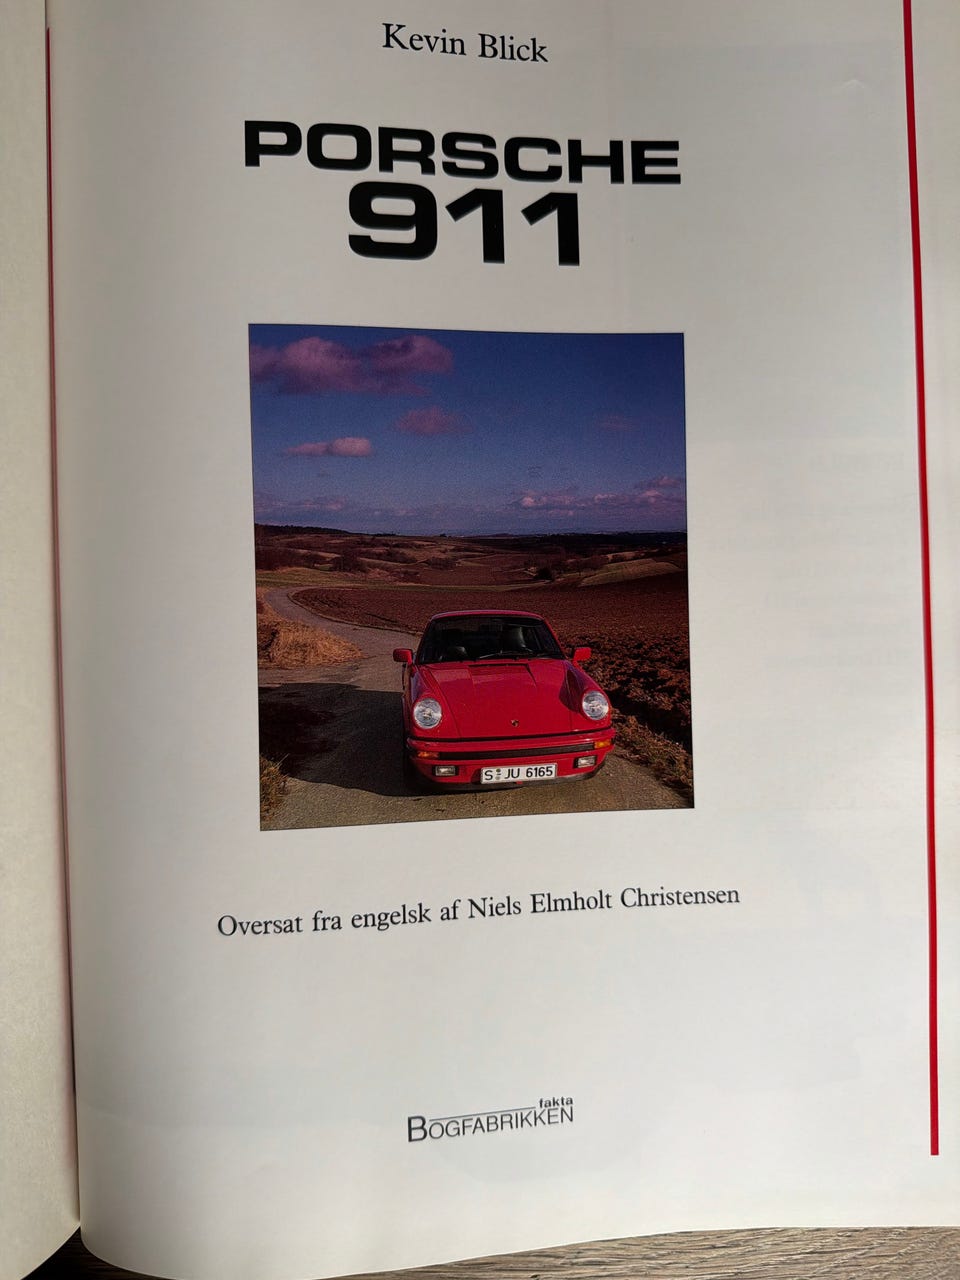 Kevin Blick
PORSCHE
911
S JU 6165
Oversat fra engelsk af Niels Elmholt Christensen
fakta
BOGFABRIKKEN